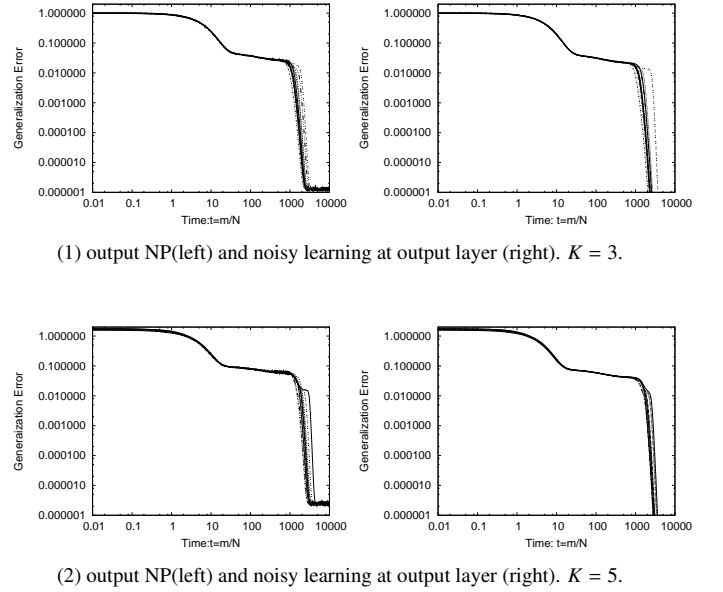 1.000000
0.100000
0.010000
0.001000
0.000100
0.000010
0.000001
Generalization Error
0.01 0.1 1 10 100 1000 10000
Time:t=m/N
1.000000
0.100000
0.010000
0.001000
0.000100
0.000010
0.000001
Generalization Error
0.01 0.1 1 10 100 1000 10000
Time: t=m/N
(1) output NP(left) and noisy learning at output layer (right). K = 3.
1.000000
0.100000
0.010000
0.001000
0.000100
0.000010
0.000001
Generalization Error
0.01 0.1 1 10 100 1000 10000
Time:t=m/N
1.000000
0.100000
0.010000
0.001000
0.000100
0.000010
0.000001
Generalization Error
0.01 0.1 1 10 100 1000 10000
Time: t=m/N
(2) output NP(left) and noisy learning at output layer (right). K = 5.